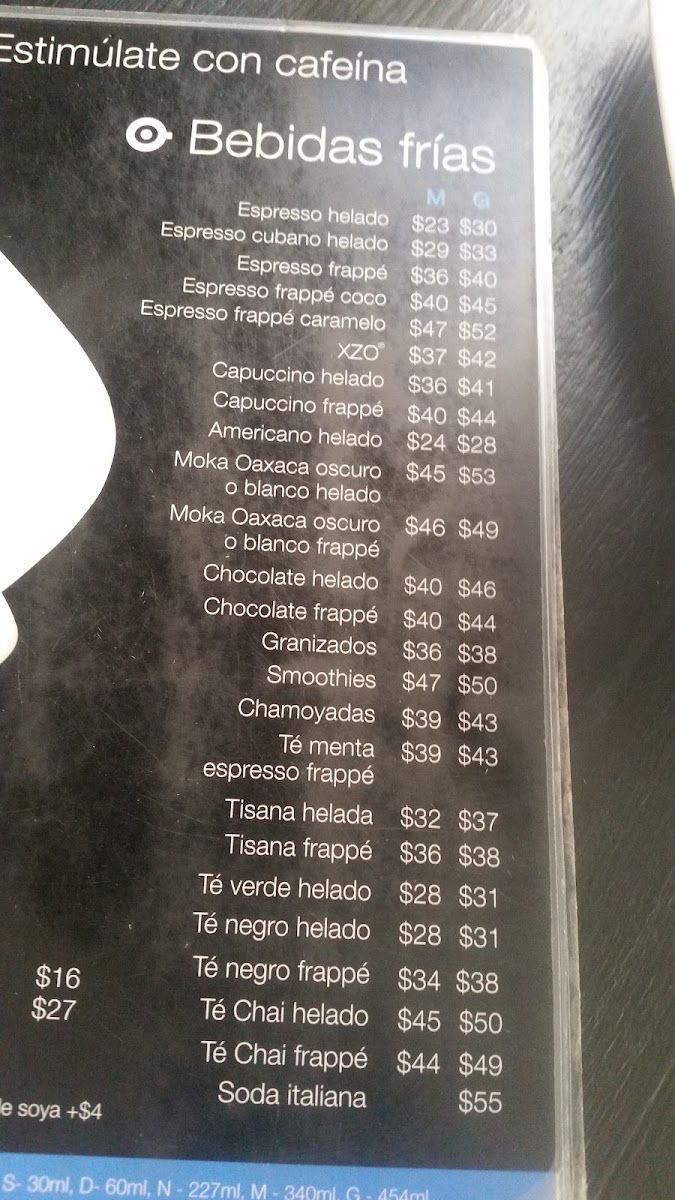 Estimúlate con cafeína
Bebidas frías
M G
Espresso helado $23 $30
Espresso cubano helado $29 $33
Espresso frappé $36 $40
Espresso frappé coco $40 $45
Espresso frappé caramelo $47 $52
XZO® $37 $42
Capuccino helado $36 $41
Capuccino frappé $40 $44
Americano helado $24 $28
Moka Oaxaca oscuro $45 $53
o blanco helado
Moka Oaxaca oscuro $46 $49
o blanco frappé
Chocolate helado $40 $46
Chocolate frappé $40 $44
Granizados $36 $38
Smoothies $47 $50
Chamoyadas $39 $43
Té menta $39 $43
espresso frappé
Tisana helada $32 $37
Tisana frappé $36 $38
Té verde helado $28 $31
Té negro helado $28 $31
Té negro frappé $34 $38
Té Chai helado $45 $50
Té Chai frappé $44 $49
Soda italiana $55
$16
$27
de soya +$4
S- 30ml, D- 60ml, N - 227ml, M - 340ml, G - 454ml